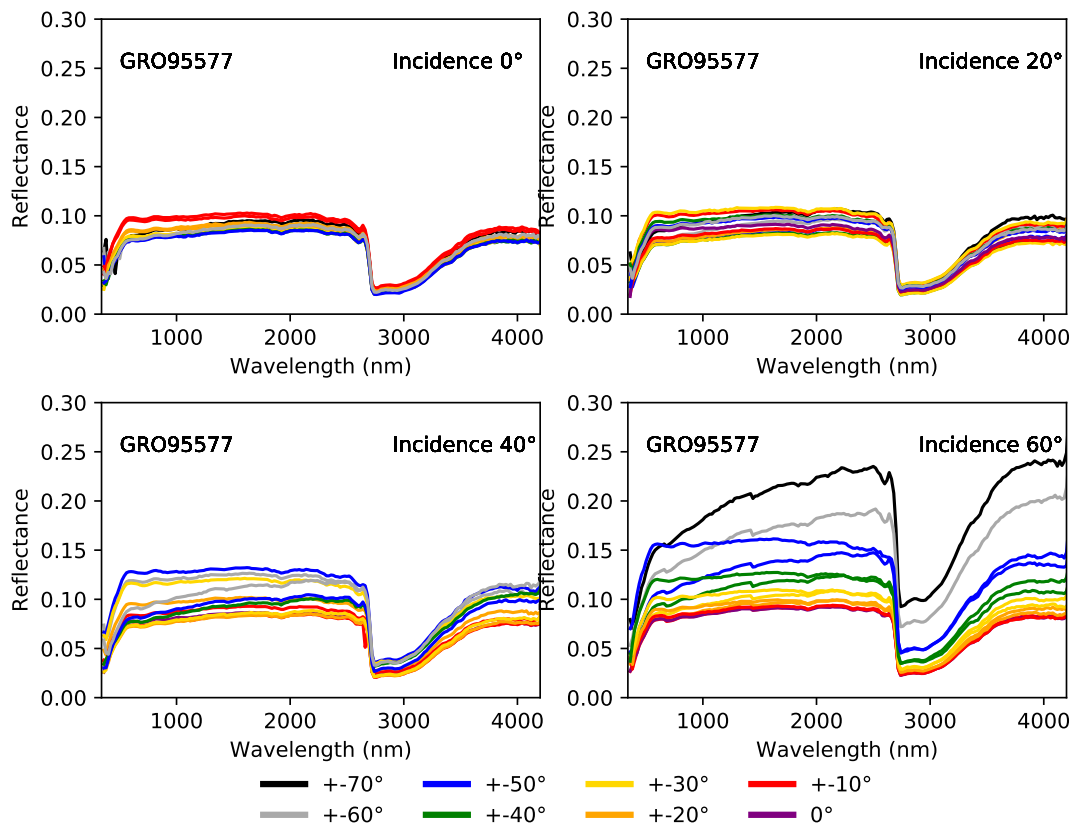 0.30
0.25
0.20
0.15
0.10
0.05
0.00
Reflectance
GRO95577 Incidence 0°
1000 2000 3000 4000
Wavelength (nm)
0.30
0.25
0.20
0.15
0.10
0.05
0.00
Reflectance
GRO95577 Incidence 20°
1000 2000 3000 4000
Wavelength (nm)
0.30
0.25
0.20
0.15
0.10
0.05
0.00
Reflectance
GRO95577 Incidence 40°
1000 2000 3000 4000
Wavelength (nm)
0.30
0.25
0.20
0.15
0.10
0.05
0.00
Reflectance
GRO95577 Incidence 60°
1000 2000 3000 4000
Wavelength (nm)
+-70° +-50° +-30° +-10°
+-60° +-40° +-20° 0°